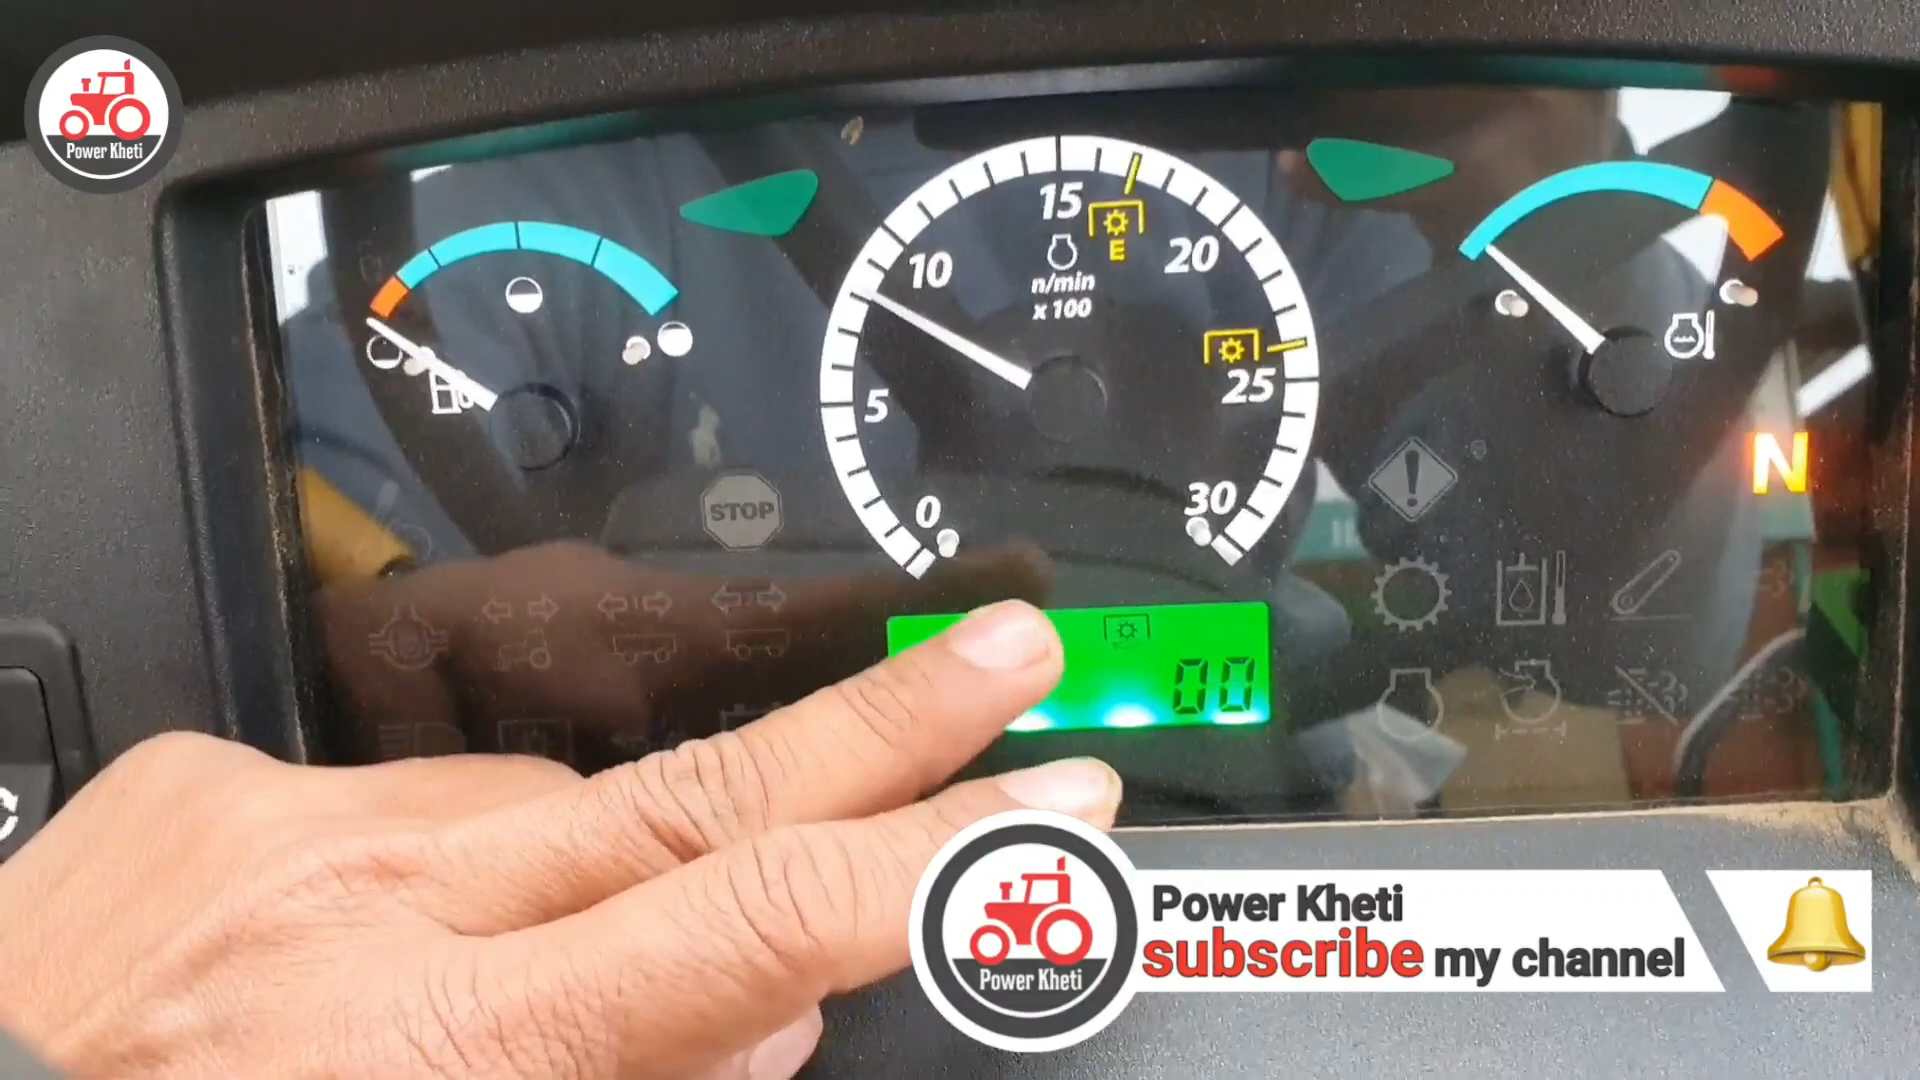 Power Kheti
15
E
10
20
n/min
x 100
5
25
0
30
STOP
N
00
Power Kheti
Power Kheti
subscribe my channel